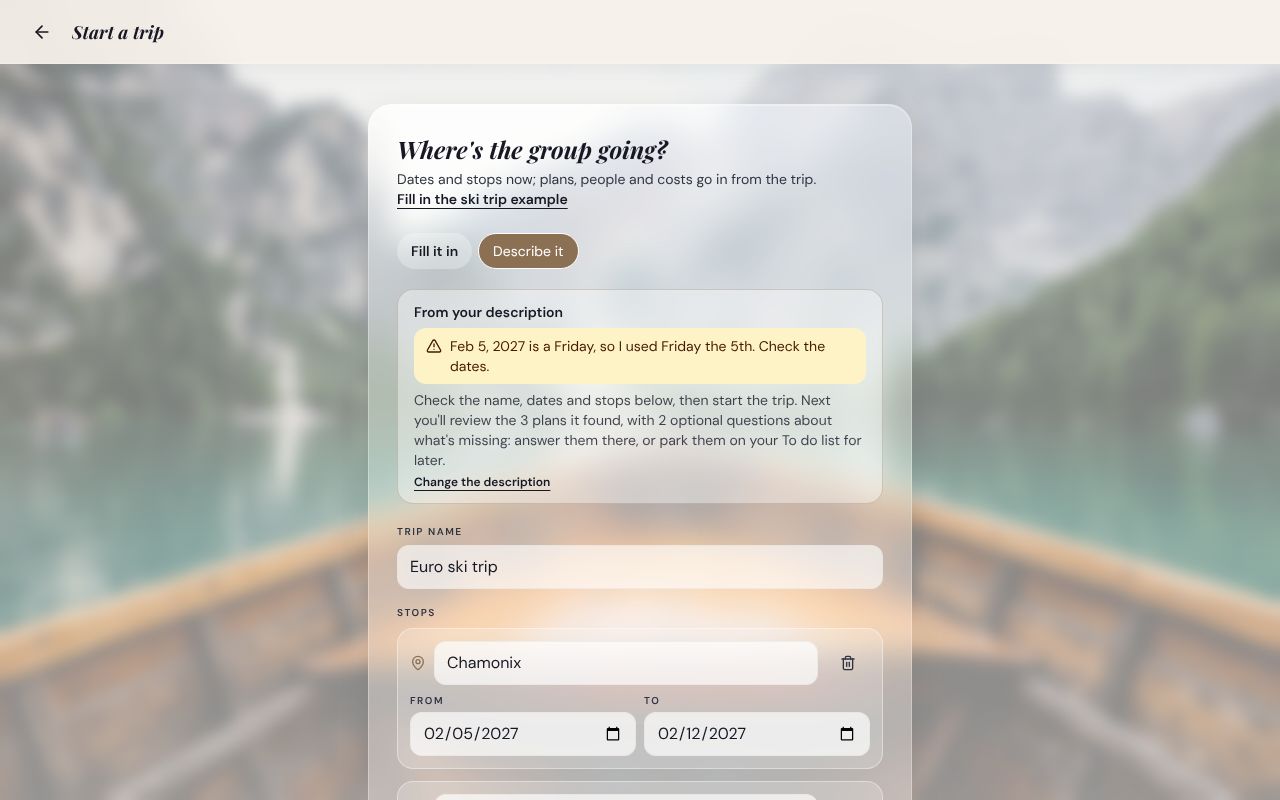 Start a trip
Where's the group going?
Dates and stops now; plans, people and costs go in from the trip.
Fill in the ski trip example
Fill it in
Describe it
From your description
Feb 5, 2027 is a Friday, so I used Friday the 5th. Check the
dates.
Check the name, dates and stops below, then start the trip. Next
you'll review the 3 plans it found, with 2 optional questions about
what's missing: answer them there, or park them on your To do list for
later.
Change the description
TRIP NAME
Euro ski trip
STOPS
Chamonix
FROM
TO
02/05/2027
02/12/2027